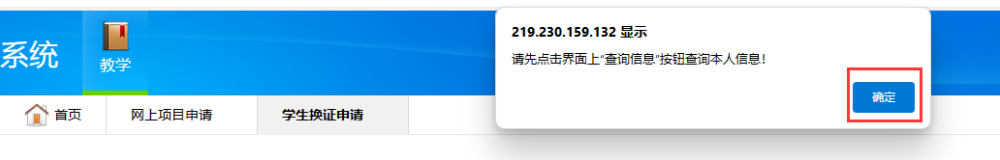 系统
教学
219.230.159.132 显示
请先点击界面上"查询信息"按钮查询本人信息！
确定
首页
网上项目申请
学生换证申请